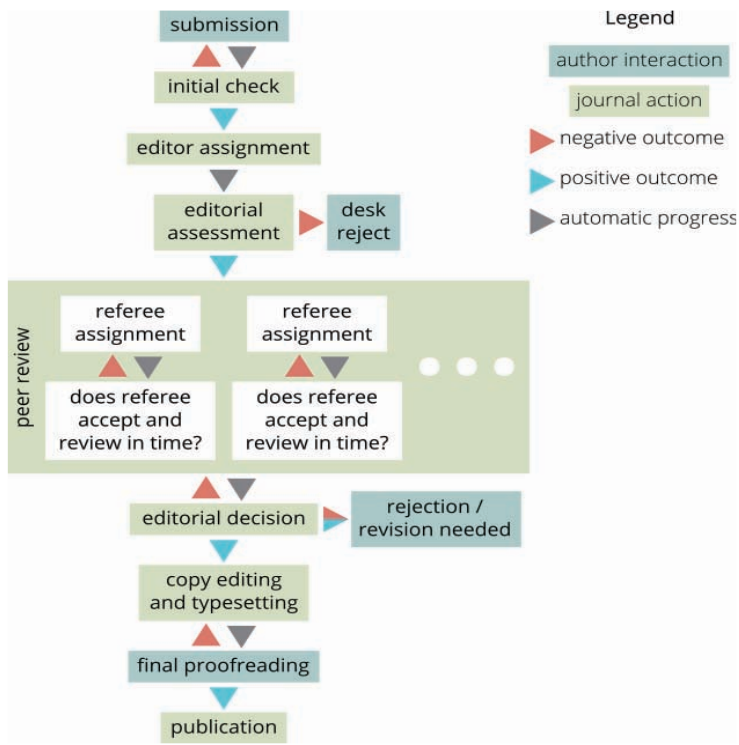 submission
initial check
editor assignment
editorial
assessment
desk
reject
peer review
referee
assignment
does referee
accept and
review in time?
referee
assignment
does referee
accept and
review in time?
editorial decision
rejection /
revision needed
copy editing
and typesetting
final proofreading
publication
Legend
author interaction
journal action
negative outcome
positive outcome
automatic progress